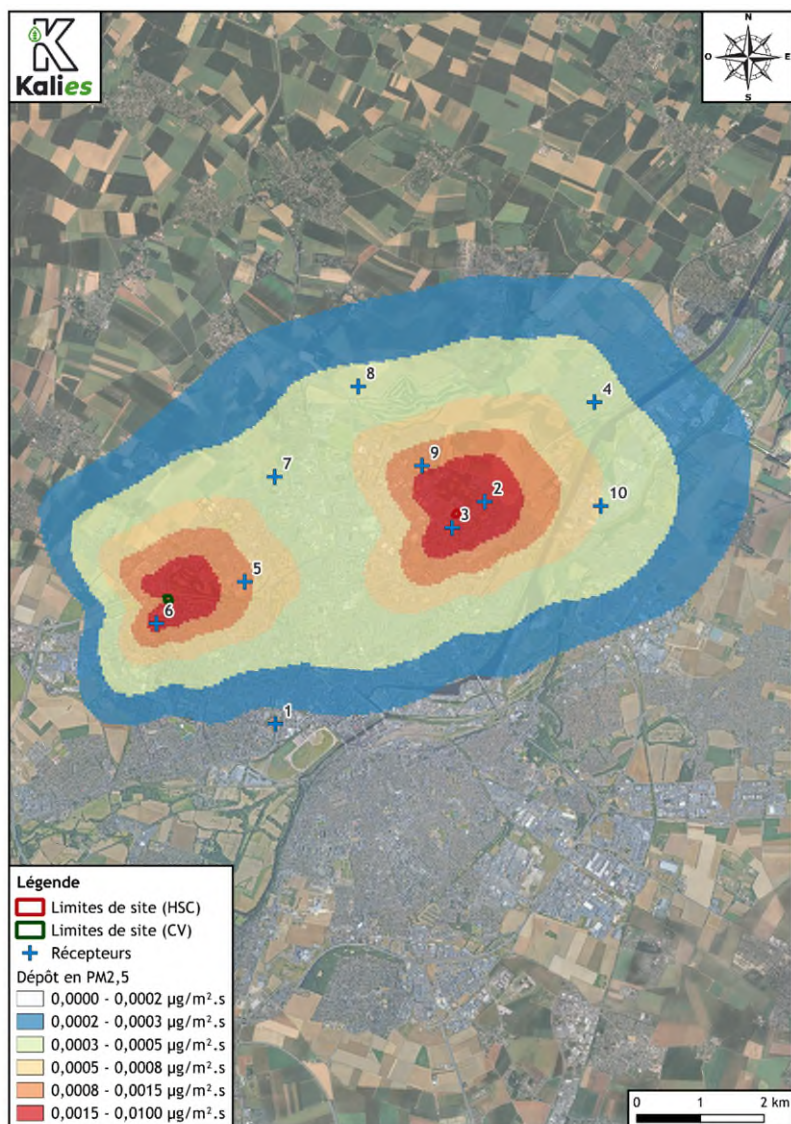 Kalies
N
O
E
S
8
4
9
7
2
10
3
5
6
1
Légende
Limites de site (HSC)
Limites de site (CV)
Récepteurs
Dépôt en PM2,5
0,0000 - 0,0002 µg/m².s
0,0002 - 0,0003 µg/m².s
0,0003 - 0,0005 µg/m².s
0,0005 - 0,0008 µg/m².s
0,0008 - 0,0015 µg/m².s
0,0015 - 0,0100 µg/m².s
0 1 2 km